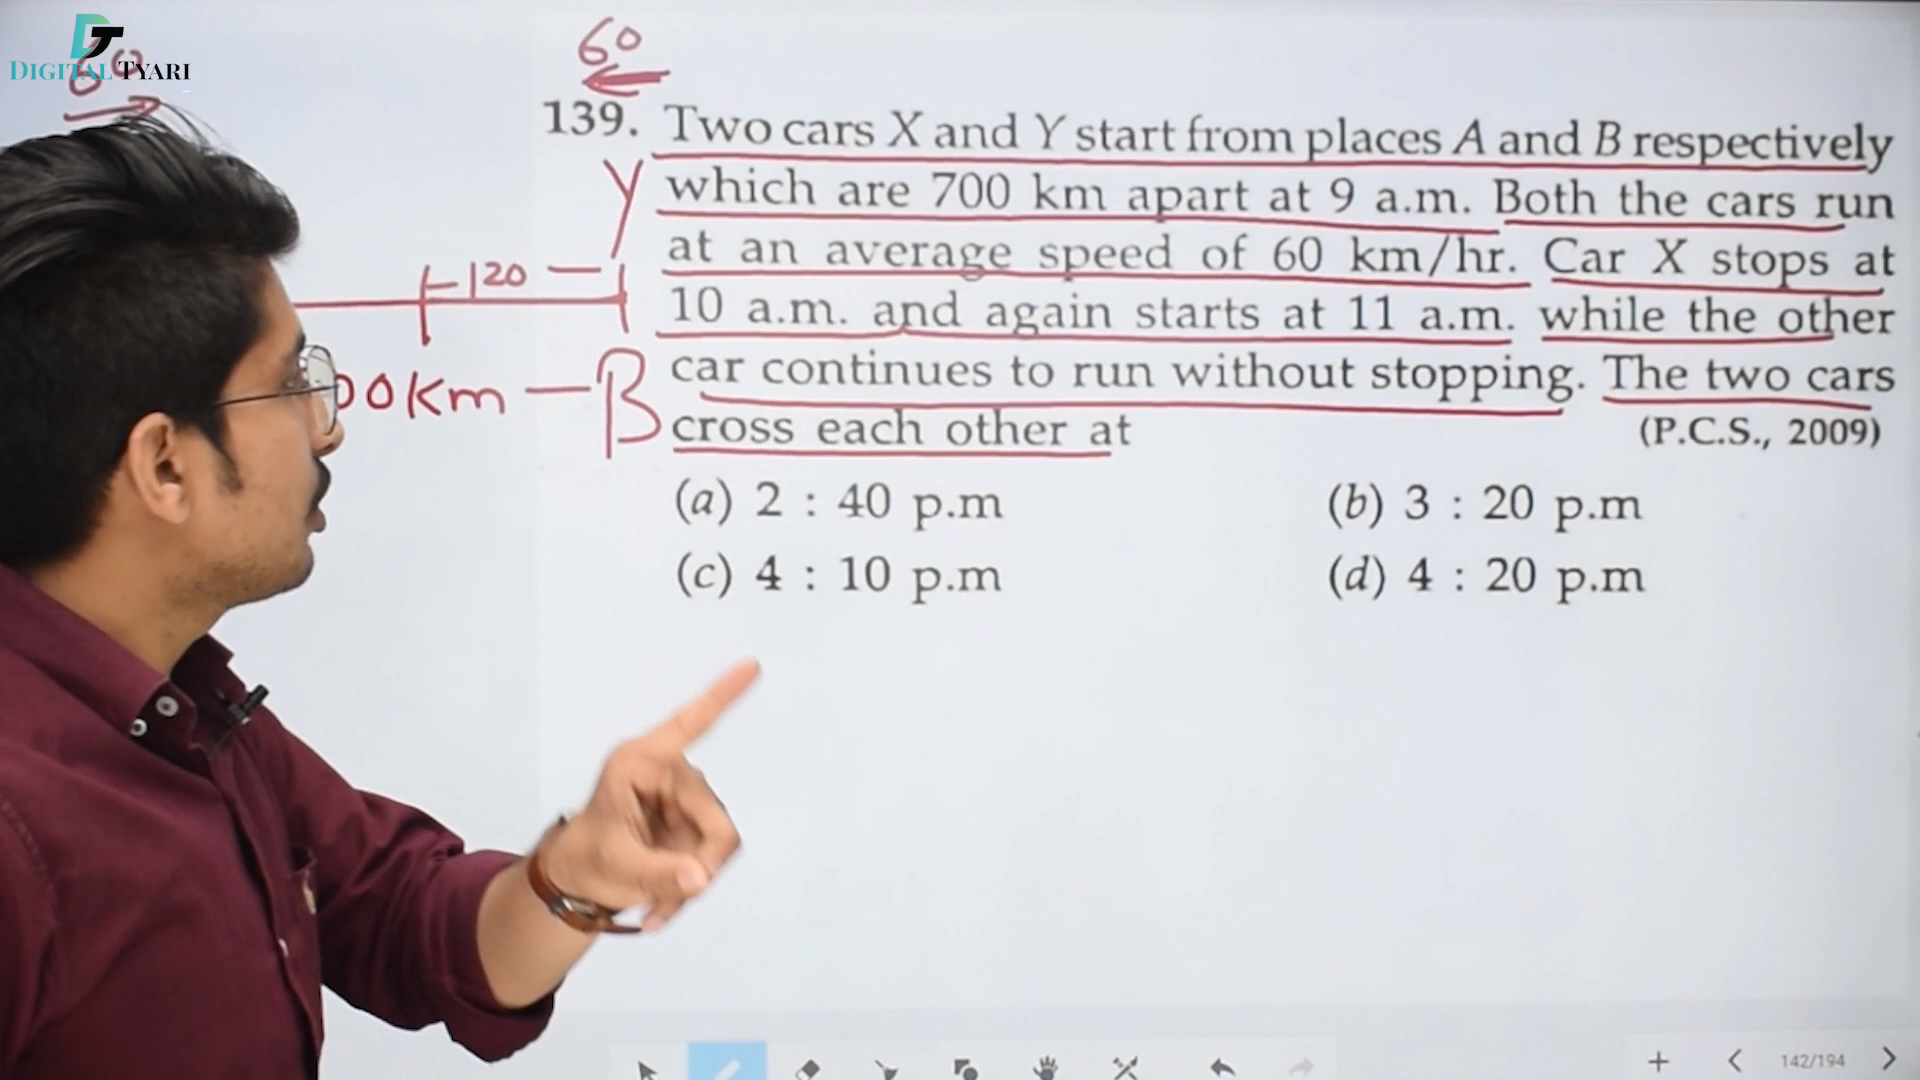 DIGITAL TYARI
60
139. Two cars X and Y start from places A and B respectively
Y
which are 700 km apart at 9 a.m. Both the cars run
at an average speed of 60 km/hr. Car X stops at
120
10 a.m. and again starts at 11 a.m. while the other
car continues to run without stopping. The two cars
00 Km
B
cross each other at
(P.C.S., 2009)
(a) 2 : 40 p.m
(b) 3 : 20 p.m
(c) 4 : 10 p.m
(d) 4 : 20 p.m
142/194